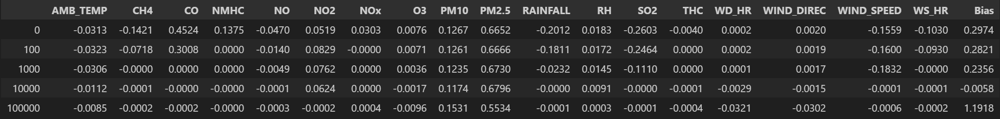 AMB_TEMP CH4 CO NMHC NO NO2 NOx O3 PM10 PM2.5 RAINFALL RH SO2 THC WD_HR WIND_DIREC WIND_SPEED WS_HR Bias
0 -0.0313 -0.1421 0.4524 0.1375 -0.0470 0.0519 0.0303 0.0076 0.1267 0.6652 -0.2012 0.0183 -0.2603 -0.0040 0.0002 0.0020 -0.1559 -0.1030 0.2974
100 -0.0323 -0.0718 0.3008 0.0000 -0.0140 0.0829 -0.0000 0.0071 0.1261 0.6666 -0.1811 0.0172 -0.2464 0.0000 0.0002 0.0019 -0.1600 -0.0930 0.2821
1000 -0.0306 -0.0000 0.0000 0.0000 -0.0049 0.0762 0.0000 0.0036 0.1235 0.6730 -0.0232 0.0145 -0.1110 0.0000 0.0001 0.0017 -0.1832 -0.0000 0.2356
10000 -0.0112 -0.0001 -0.0000 -0.0000 -0.0001 0.0624 0.0000 -0.0017 0.1174 0.6796 -0.0000 0.0091 -0.0000 -0.0001 -0.0029 -0.0015 -0.0001 -0.0001 -0.0058
100000 -0.0085 -0.0002 -0.0002 -0.0000 -0.0003 -0.0002 0.0004 -0.0096 0.1531 0.5534 -0.0001 0.0003 -0.0001 -0.0004 -0.0321 -0.0302 -0.0006 -0.0002 1.1918